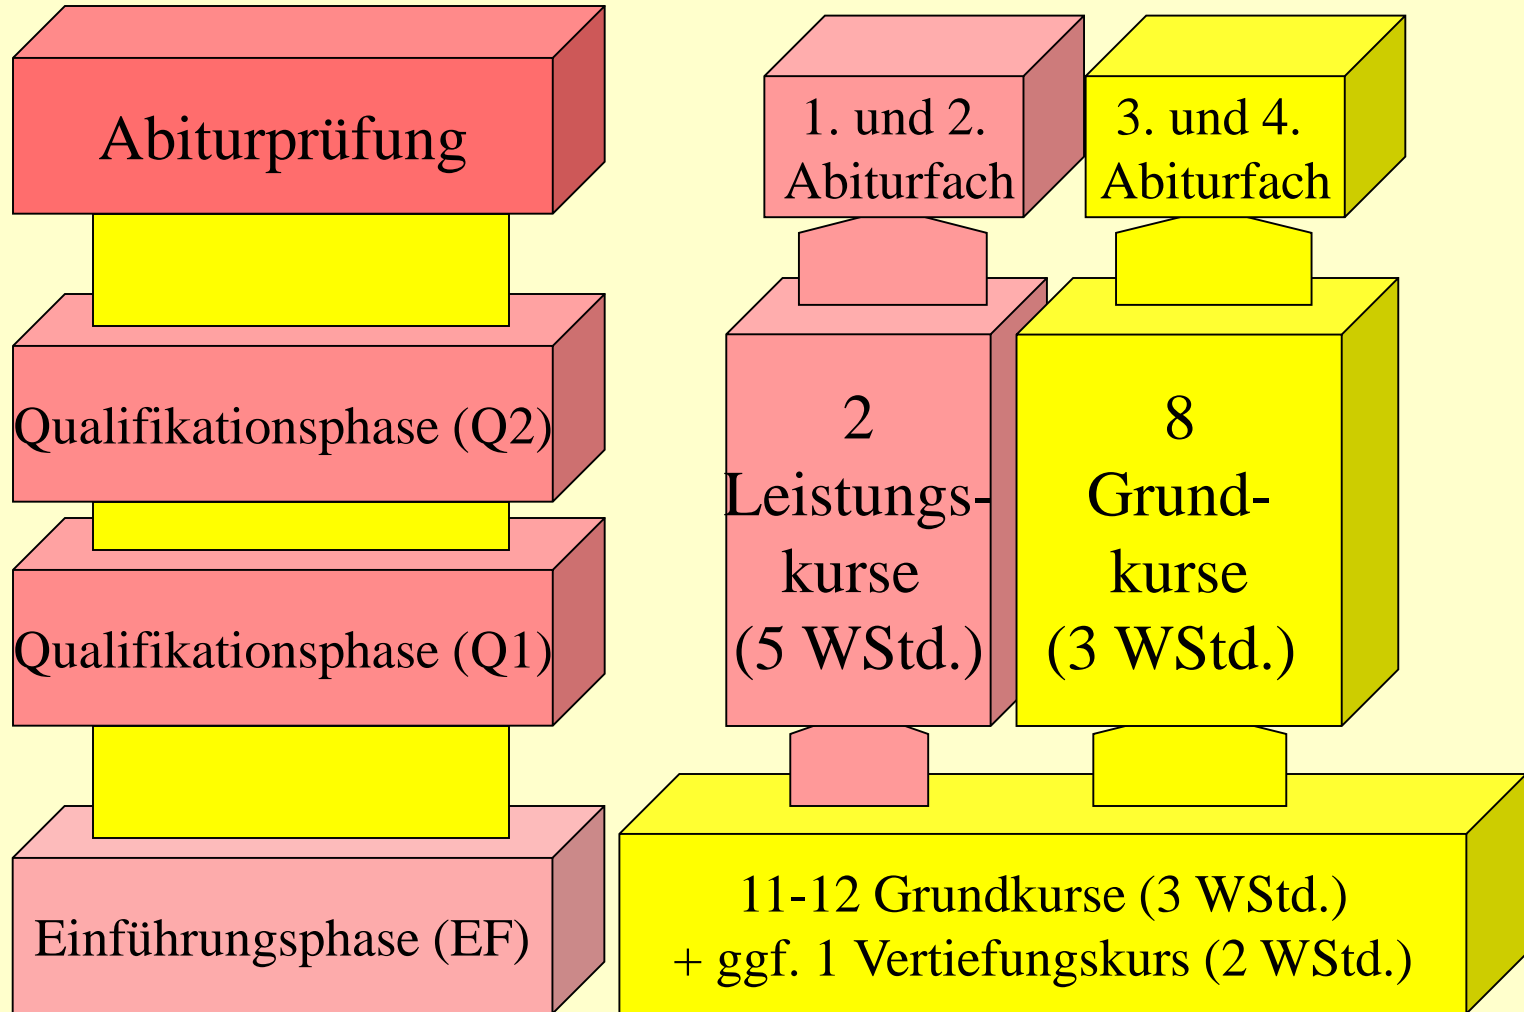 Abiturprüfung
Qualifikationsphase (Q2)
Qualifikationsphase (Q1)
Einführungsphase (EF)
1. und 2.
Abiturfach
3. und 4.
Abiturfach
2
Leistungs-
kurse
(5 WStd.)
8
Grund-
kurse
(3 WStd.)
11-12 Grundkurse (3 WStd.)
+ ggf. 1 Vertiefungskurs (2 WStd.)